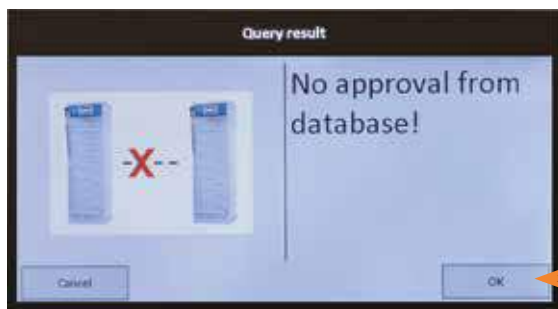 Query result
No approval from
database!
X
Cancel
OK